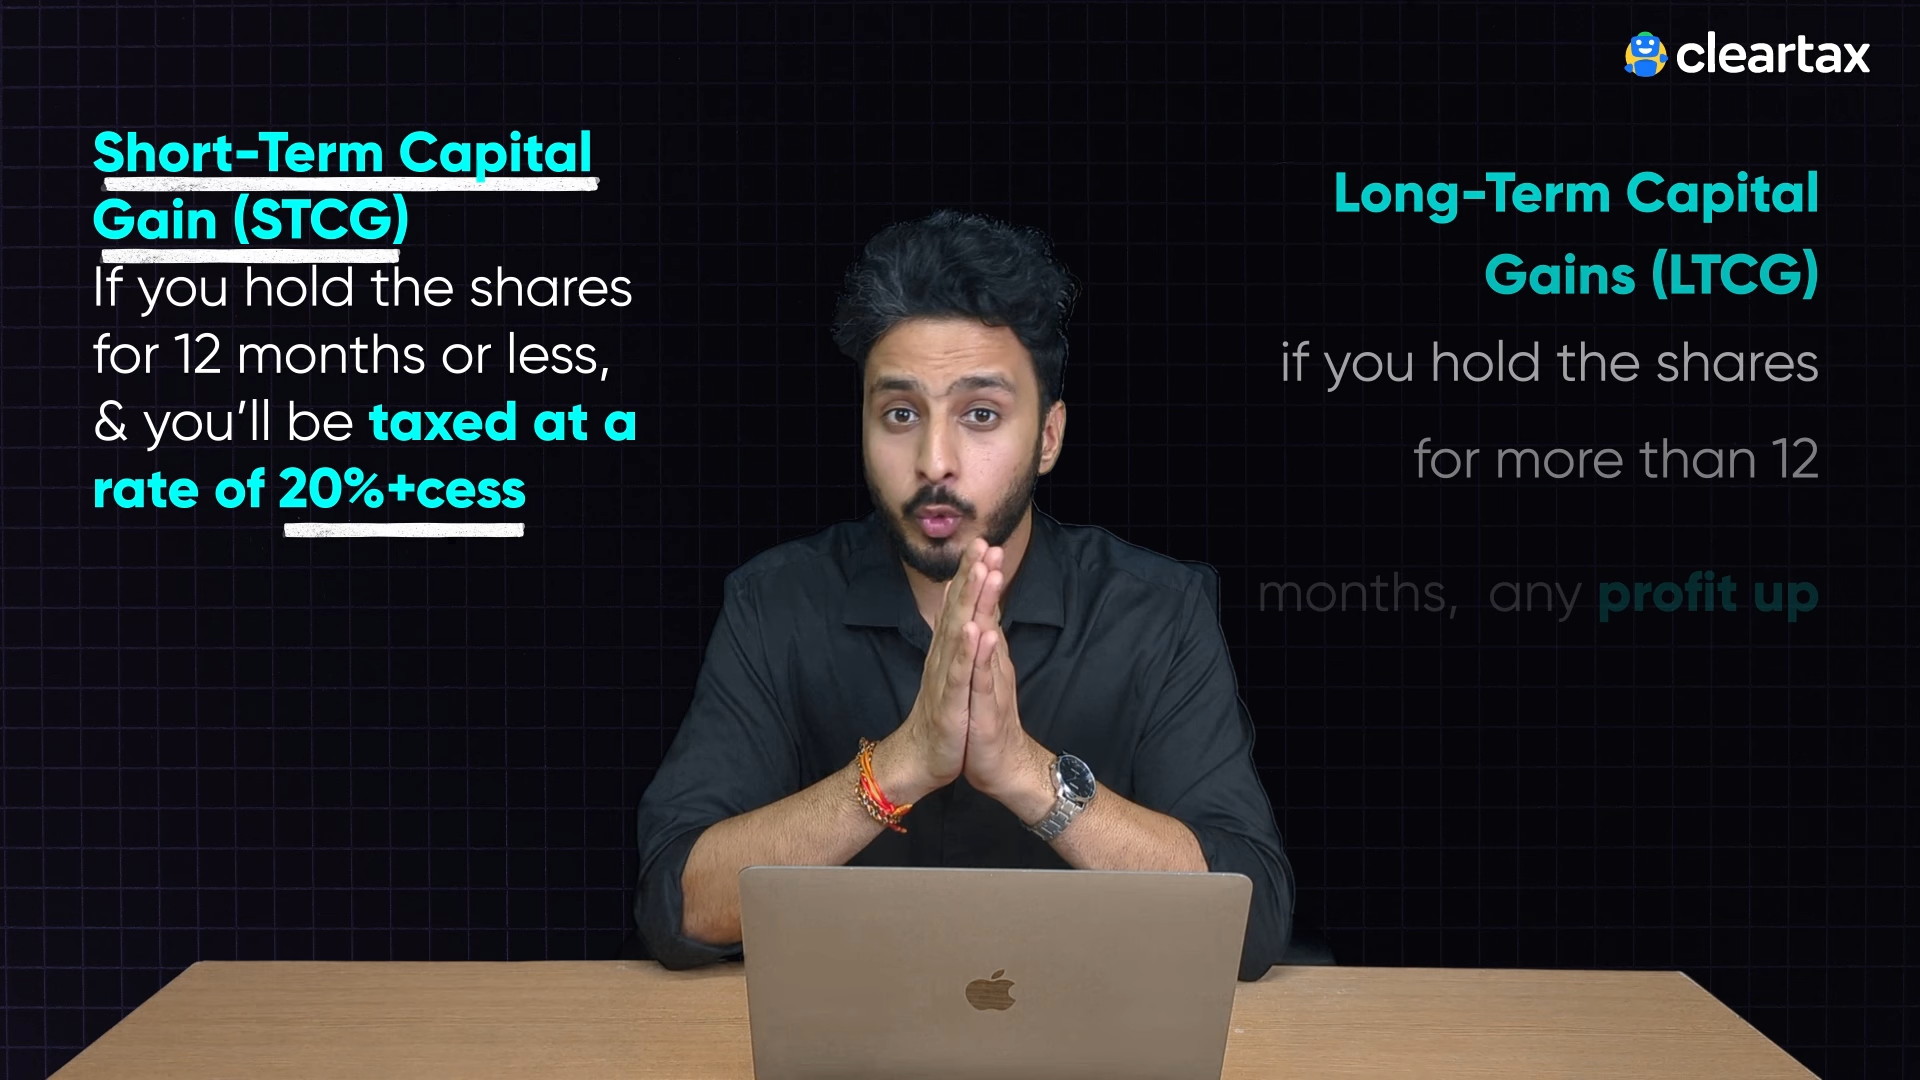 cleartax
Short-Term Capital
Gain (STCG)
If you hold the shares
for 12 months or less,
& you'll be taxed at a
rate of 20%+cess
Long-Term Capital
Gains (LTCG)
if you hold the shares
for more than 12
months, any profit up